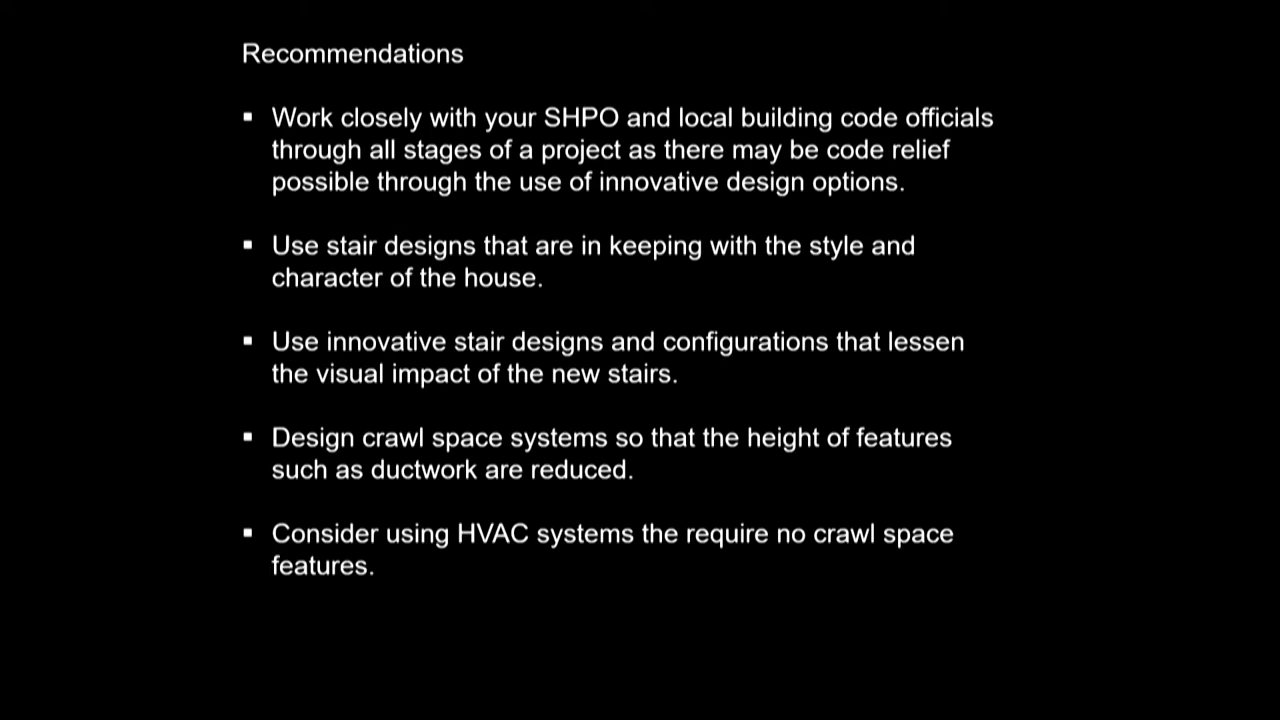 Recommendations
▪ Work closely with your SHPO and local building code officials
through all stages of a project as there may be code relief
possible through the use of innovative design options.
▪ Use stair designs that are in keeping with the style and
character of the house.
▪ Use innovative stair designs and configurations that lessen
the visual impact of the new stairs.
▪ Design crawl space systems so that the height of features
such as ductwork are reduced.
▪ Consider using HVAC systems the require no crawl space
features.